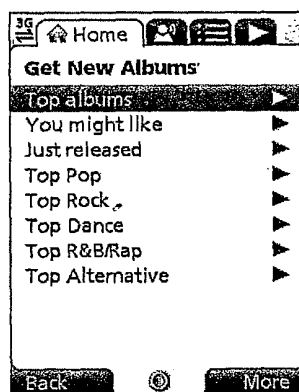 3G Home
Get New Albums
Top albums
You might like
Just released
Top Pop
Top Rock
Top Dance
Top R&B/Rap
Top Alternative
Back More